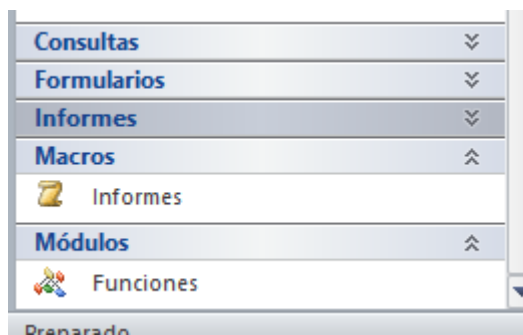 Consultas
Formularios
Informes
Macros
Informes
Módulos
Funciones
Preparado